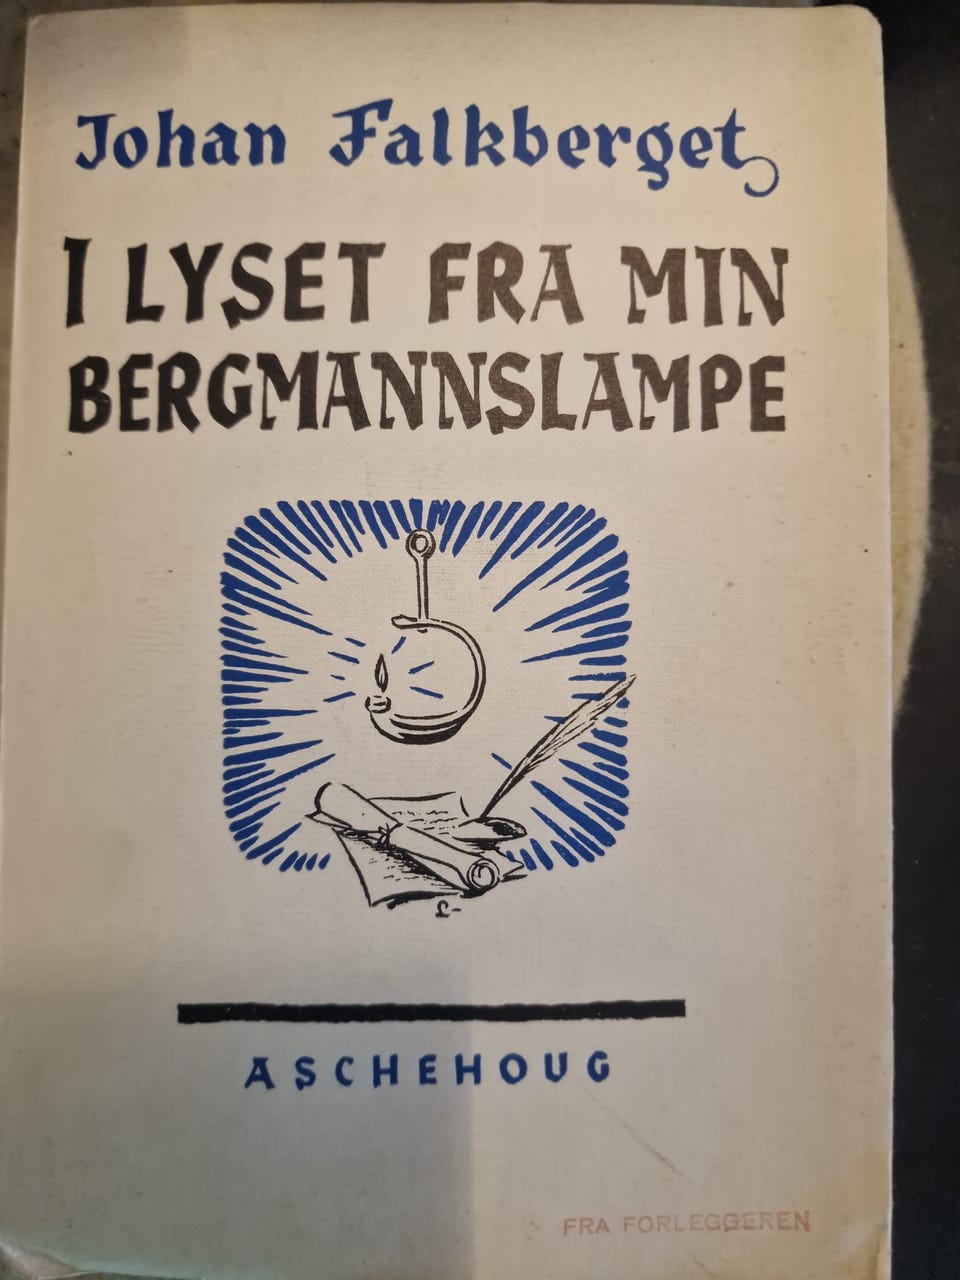 Johan Falkberget
I LYSET FRA MIN
BERGMANNSLAMPE
L-
ASCHEHOUG
FRA FORLEGGEREN